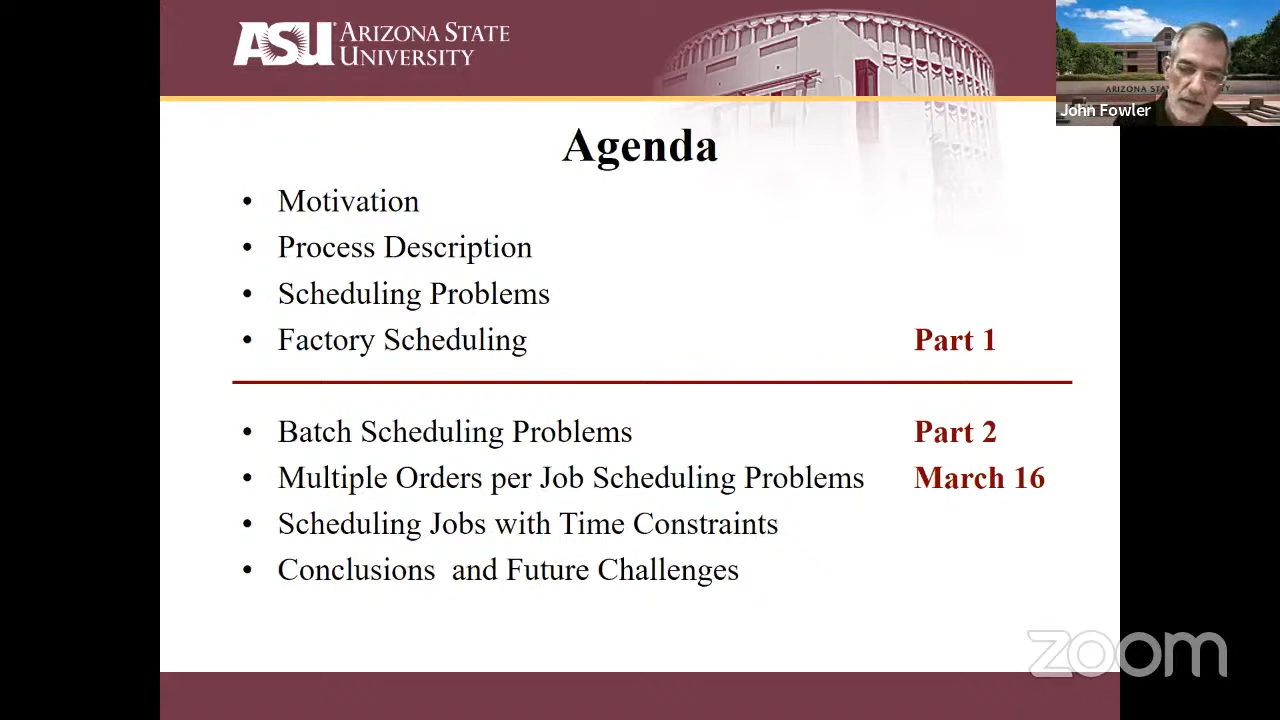 ASU ARIZONA STATE
UNIVERSITY
ARIZONA STA
John Fowler
Agenda
• Motivation
• Process Description
• Scheduling Problems
• Factory Scheduling Part 1
• Batch Scheduling Problems Part 2
• Multiple Orders per Job Scheduling Problems March 16
• Scheduling Jobs with Time Constraints
• Conclusions and Future Challenges
zoom